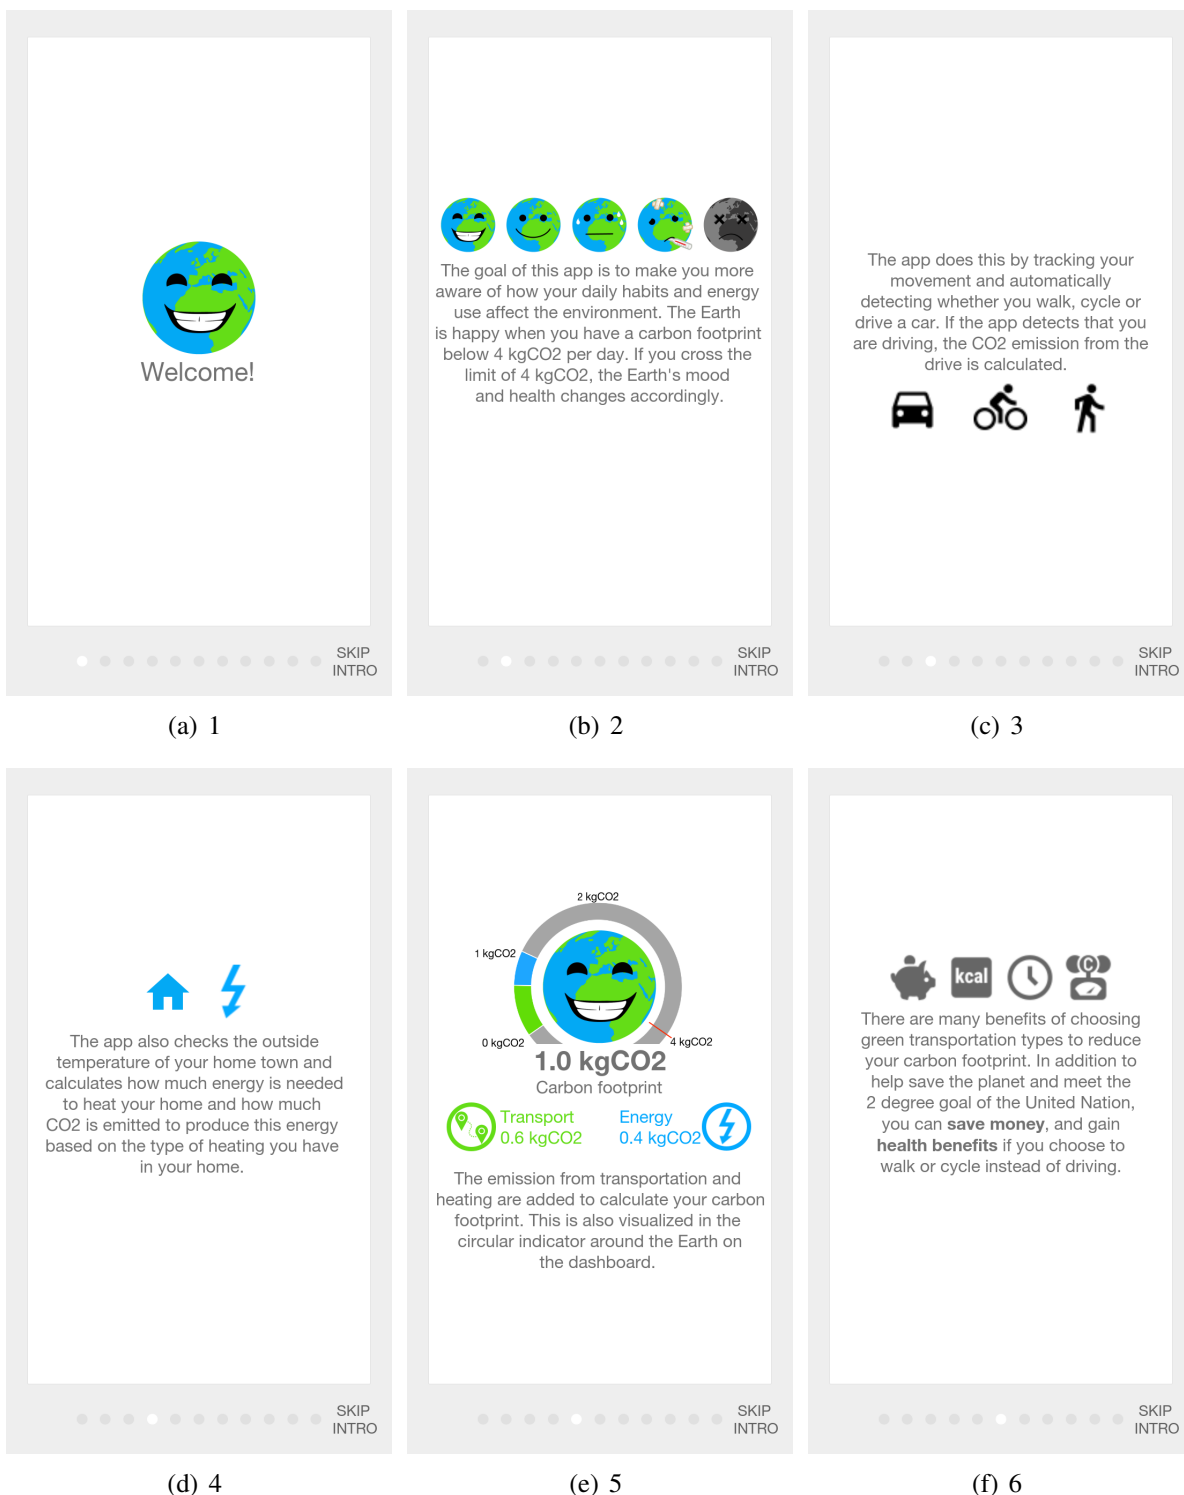 Welcome!
SKIP
INTRO
(a) 1
The goal of this app is to make you more
aware of how your daily habits and energy
use affect the environment. The Earth
is happy when you have a carbon footprint
below 4 kgCO2 per day. If you cross the
limit of 4 kgCO2, the Earth's mood
and health changes accordingly.
SKIP
INTRO
(b) 2
The app does this by tracking your
movement and automatically
detecting whether you walk, cycle or
drive a car. If the app detects that you
are driving, the CO2 emission from the
drive is calculated.
SKIP
INTRO
(c) 3
The app also checks the outside
temperature of your home town and
calculates how much energy is needed
to heat your home and how much
CO2 is emitted to produce this energy
based on the type of heating you have
in your home.
SKIP
INTRO
(d) 4
2 kgCO2
1 kgCO2
0 kgCO2
4 kgCO2
1.0 kgCO2
Carbon footprint
Transport
0.6 kgCO2
Energy
0.4 kgCO2
The emission from transportation and
heating are added to calculate your carbon
footprint. This is also visualized in the
circular indicator around the Earth on
the dashboard.
SKIP
INTRO
(e) 5
kcal
C
There are many benefits of choosing
green transportation types to reduce
your carbon footprint. In addition to
help save the planet and meet the
2 degree goal of the United Nation,
you can save money, and gain
health benefits if you choose to
walk or cycle instead of driving.
SKIP
INTRO
(f) 6